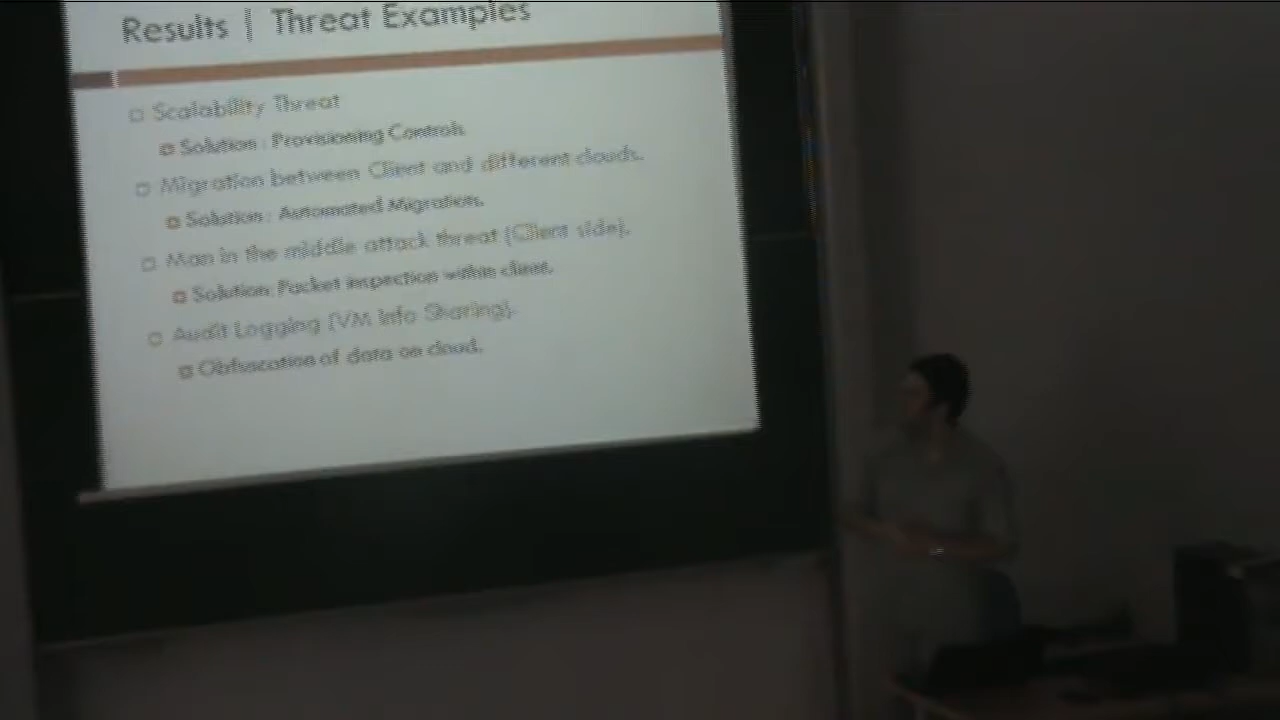 Results | Threat Examples
Scalability Threat
Solution : Provisioning Controls
Migration between Client and different clouds.
Solution : Automated Migration.
Man in the middle attack threat (Client side).
Solution: Packet inspection within client.
Audit Logging (VM Info Sharing).
Obfuscation of data on cloud.